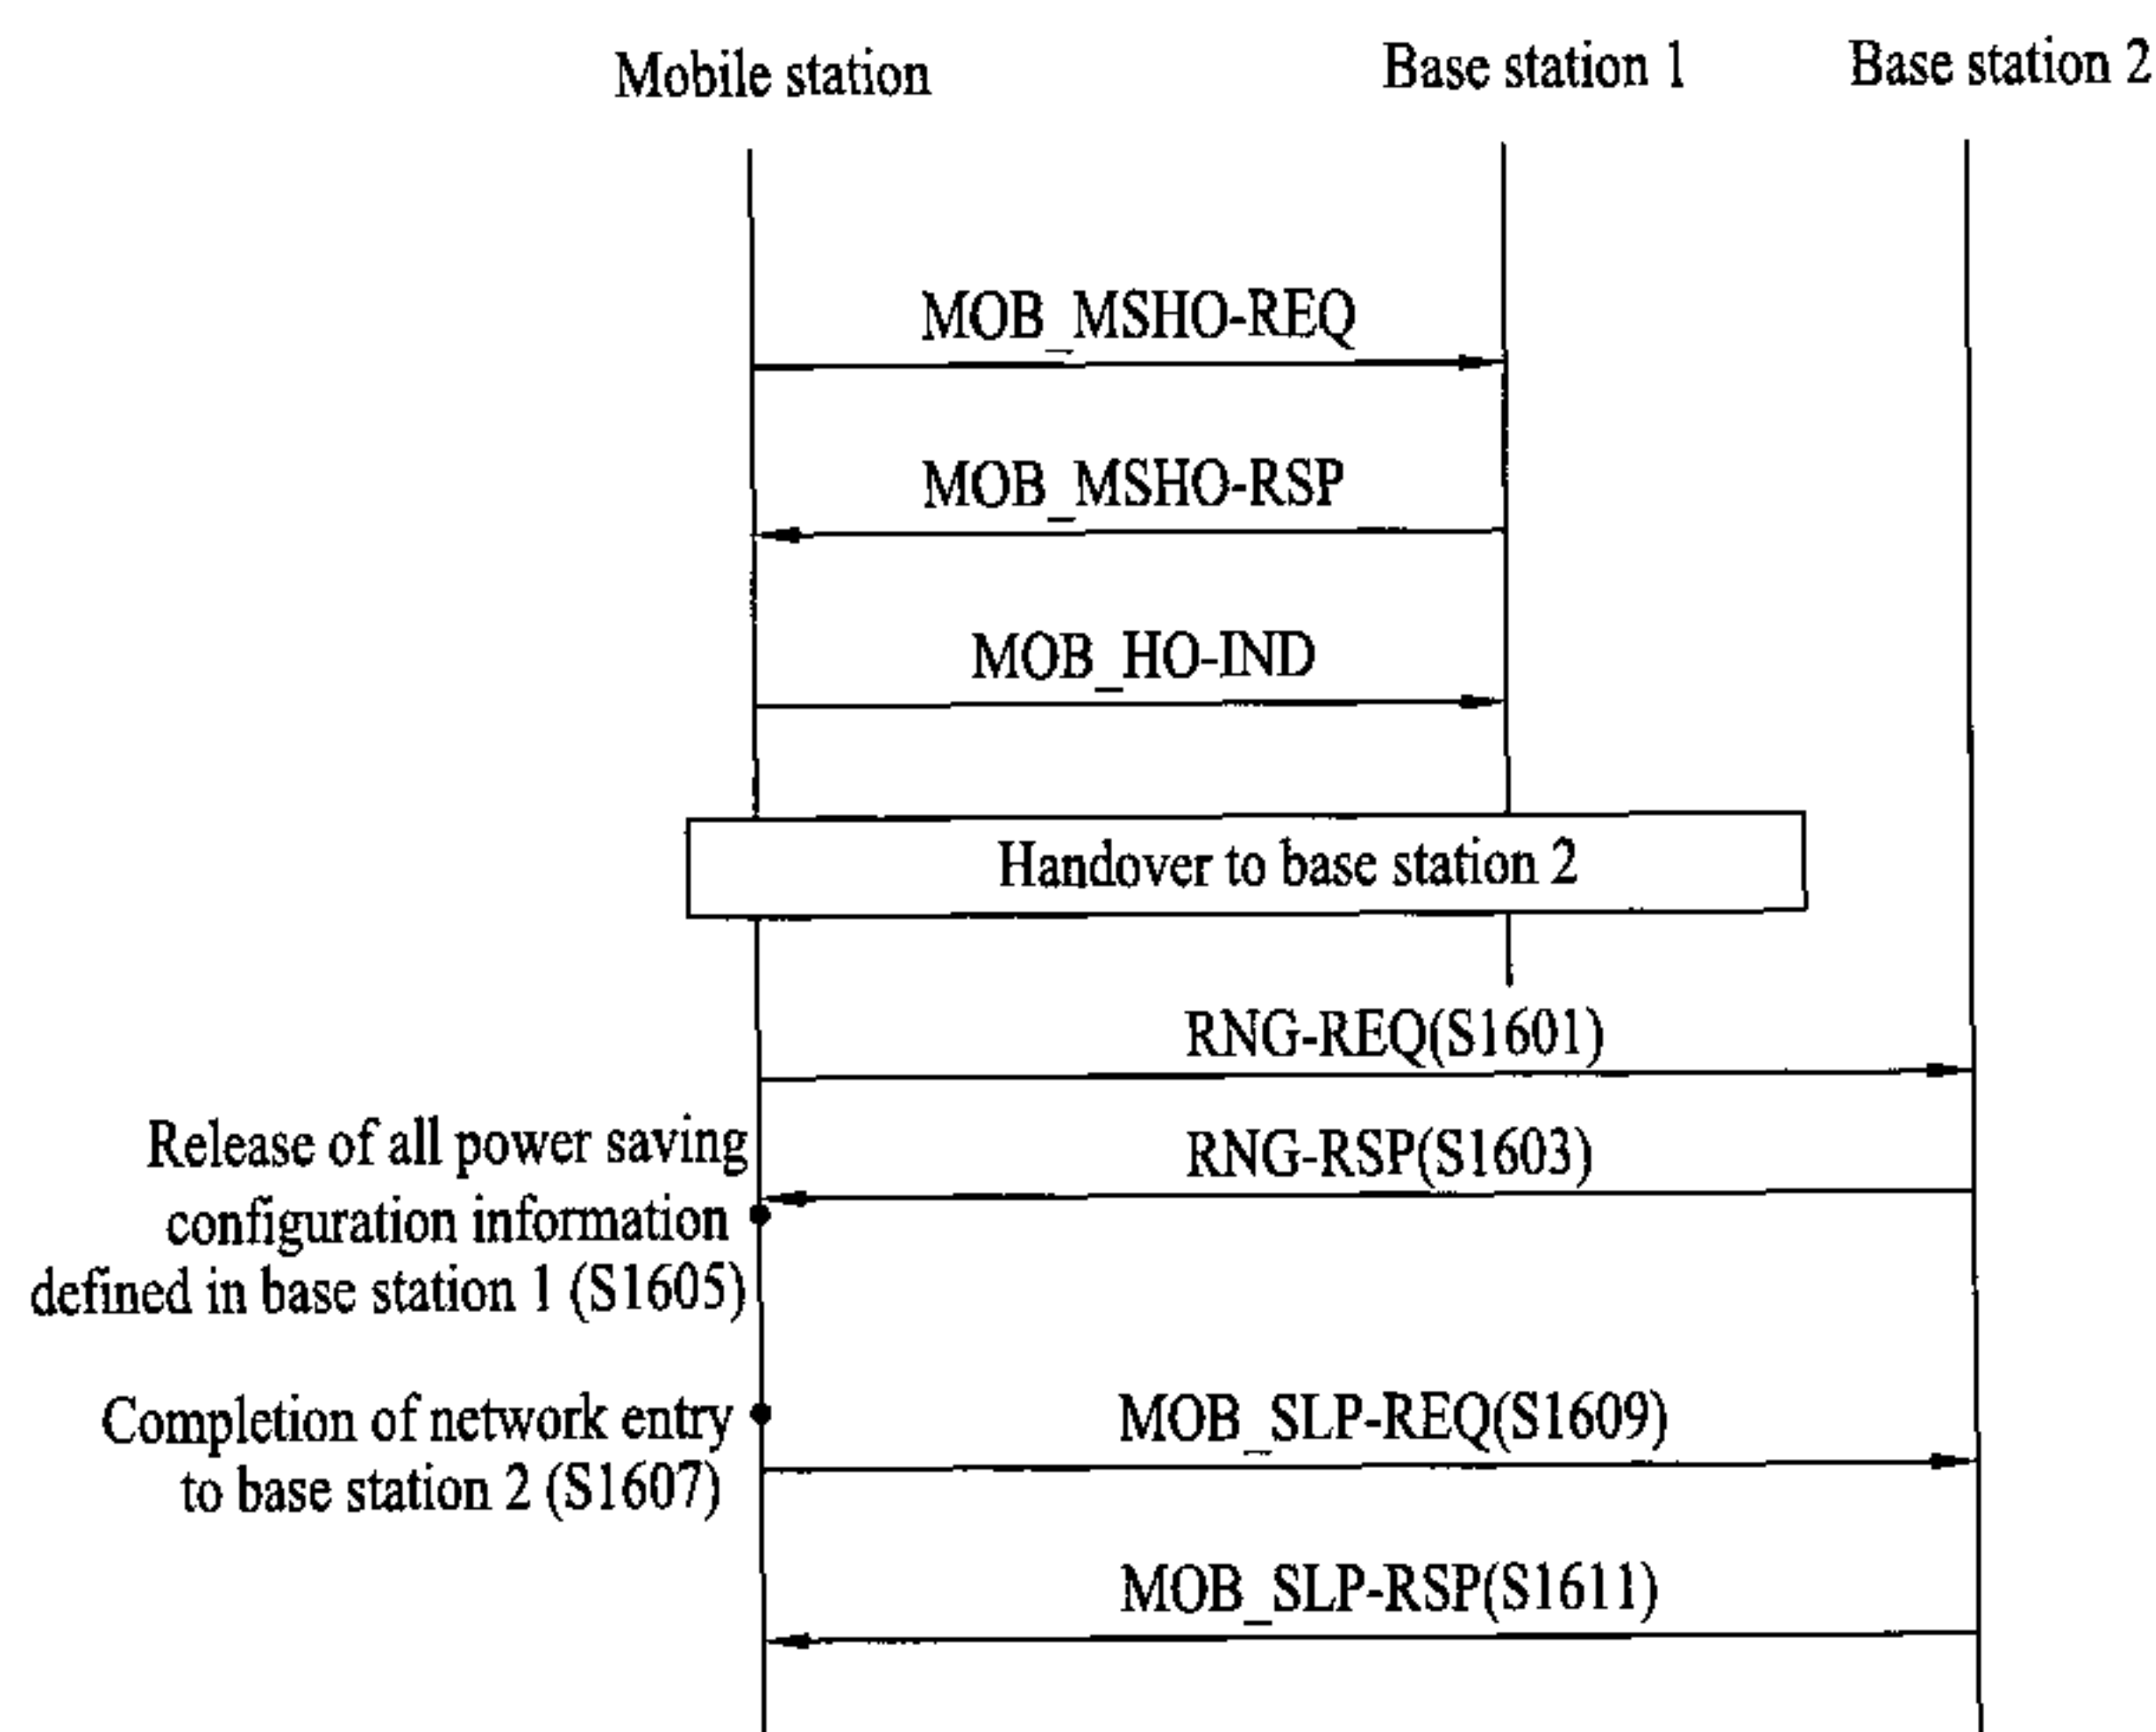 Mobile station
Base station 1
Base station 2
MOB_MSHO-REQ
MOB_MSHO-RSP
MOB_HO-IND
Handover to base station 2
RNG-REQ(S1601)
RNG-RSP(S1603)
Release of all power saving
configuration information
defined in base station 1 (S1605)
Completion of network entry
to base station 2 (S1607)
MOB_SLP-REQ(S1609)
MOB_SLP-RSP(S1611)